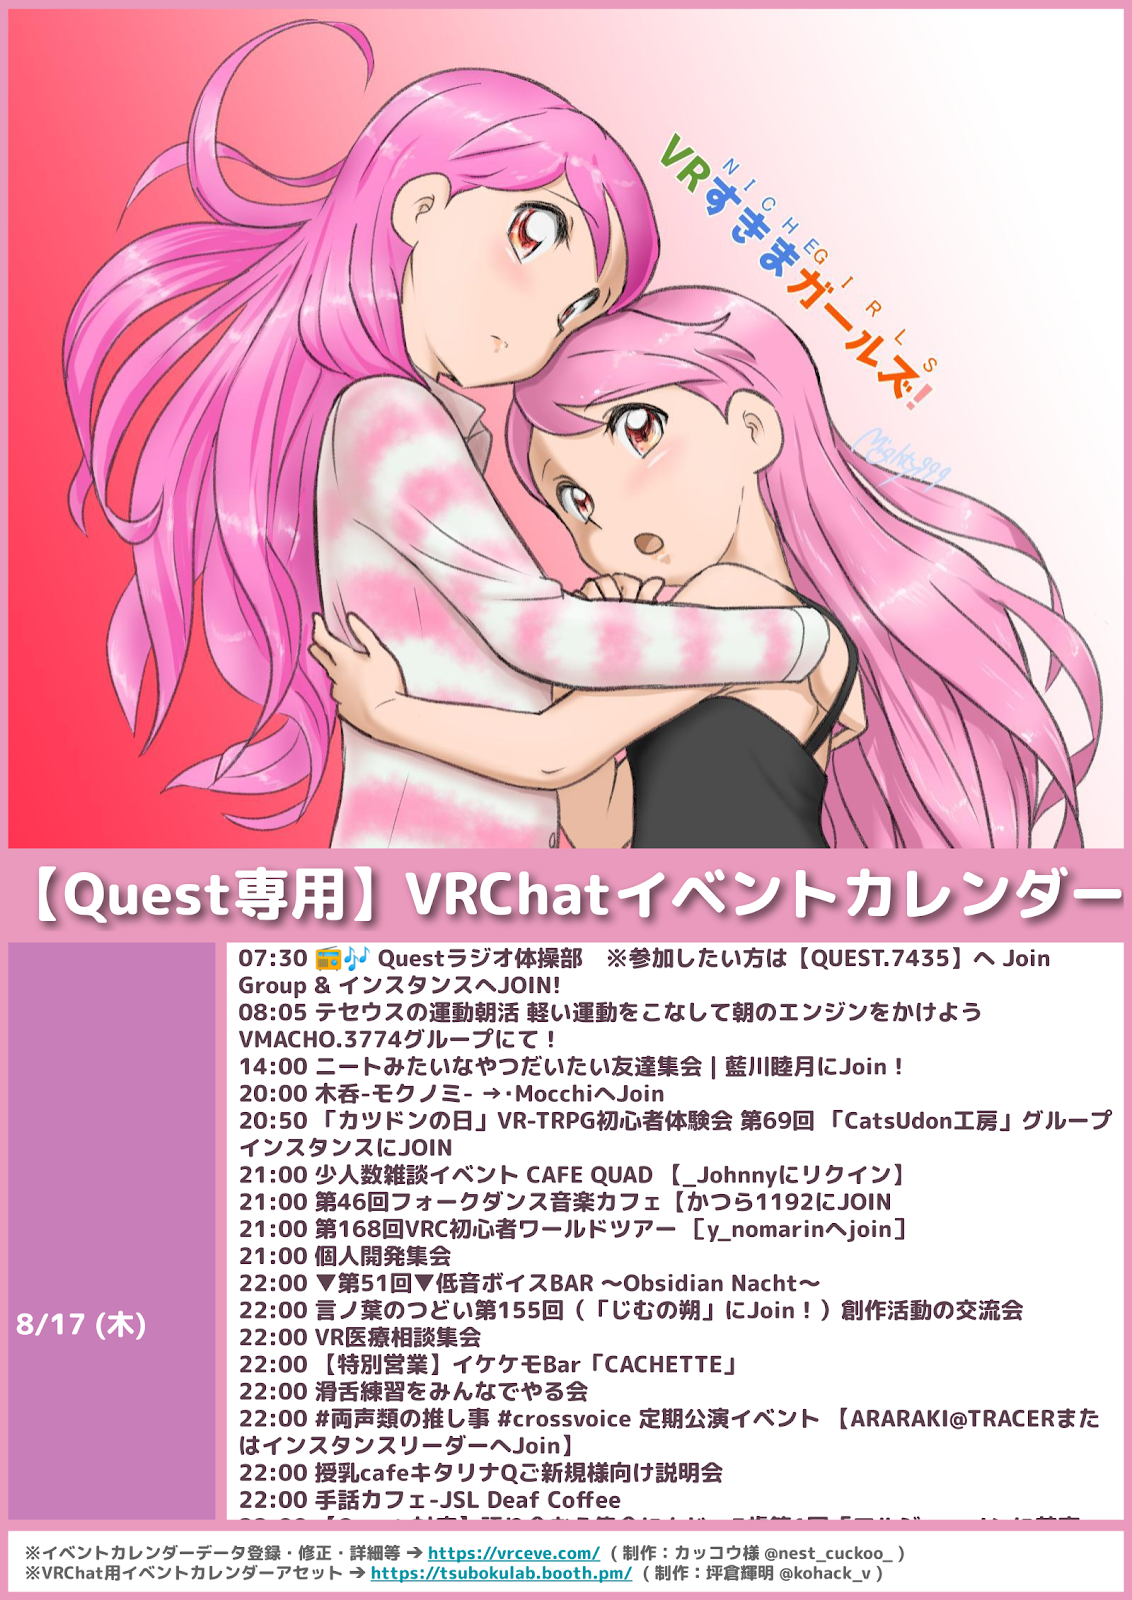 NICHE GIRLS
VRすきまガールズ!
Mighty999
【Quest専用】VRChatイベントカレンダー
8/17 (木)
07:30 📻🎶 Questラジオ体操部　※参加したい方は【QUEST.7435】へ Join
Group & インスタンスへJOIN!
08:05 テセウスの運動朝活 軽い運動をこなして朝のエンジンをかけよう
VMACHO.3774グループにて！
14:00 ニートみたいなやつだいたい友達集会 | 藍川睦月にJoin！
20:00 木呑-モクノミ- →･MocchiへJoin
20:50 「カツドンの日」VR-TRPG初心者体験会 第69回 「CatsUdon工房」グループ
インスタンスにJOIN
21:00 少人数雑談イベント CAFE QUAD 【_Johnnyにリクイン】
21:00 第46回フォークダンス音楽カフェ【かつら1192にJOIN
21:00 第168回VRC初心者ワールドツアー ［y_nomarinへjoin］
21:00 個人開発集会
22:00 ▼第51回▼低音ボイスBAR 〜Obsidian Nacht〜
22:00 言ノ葉のつどい第155回（「じむの朔」にJoin！）創作活動の交流会
22:00 VR医療相談集会
22:00 【特別営業】イケケモBar「CACHETTE」
22:00 滑舌練習をみんなでやる会
22:00 #両声類の推し事 #crossvoice 定期公演イベント 【ARARAKI@TRACERまた
はインスタンスリーダーへJoin】
22:00 授乳cafeキタリナQご新規様向け説明会
22:00 手話カフェ-JSL Deaf Coffee
※イベントカレンダーデータ登録・修正・詳細等 ➔ https://vrceve.com/ （ 制作：カッコウ様 @nest_cuckoo_ ）
※VRChat用イベントカレンダーアセット ➔ https://tsubokulab.booth.pm/ （ 制作：坪倉輝明 @kohack_v ）